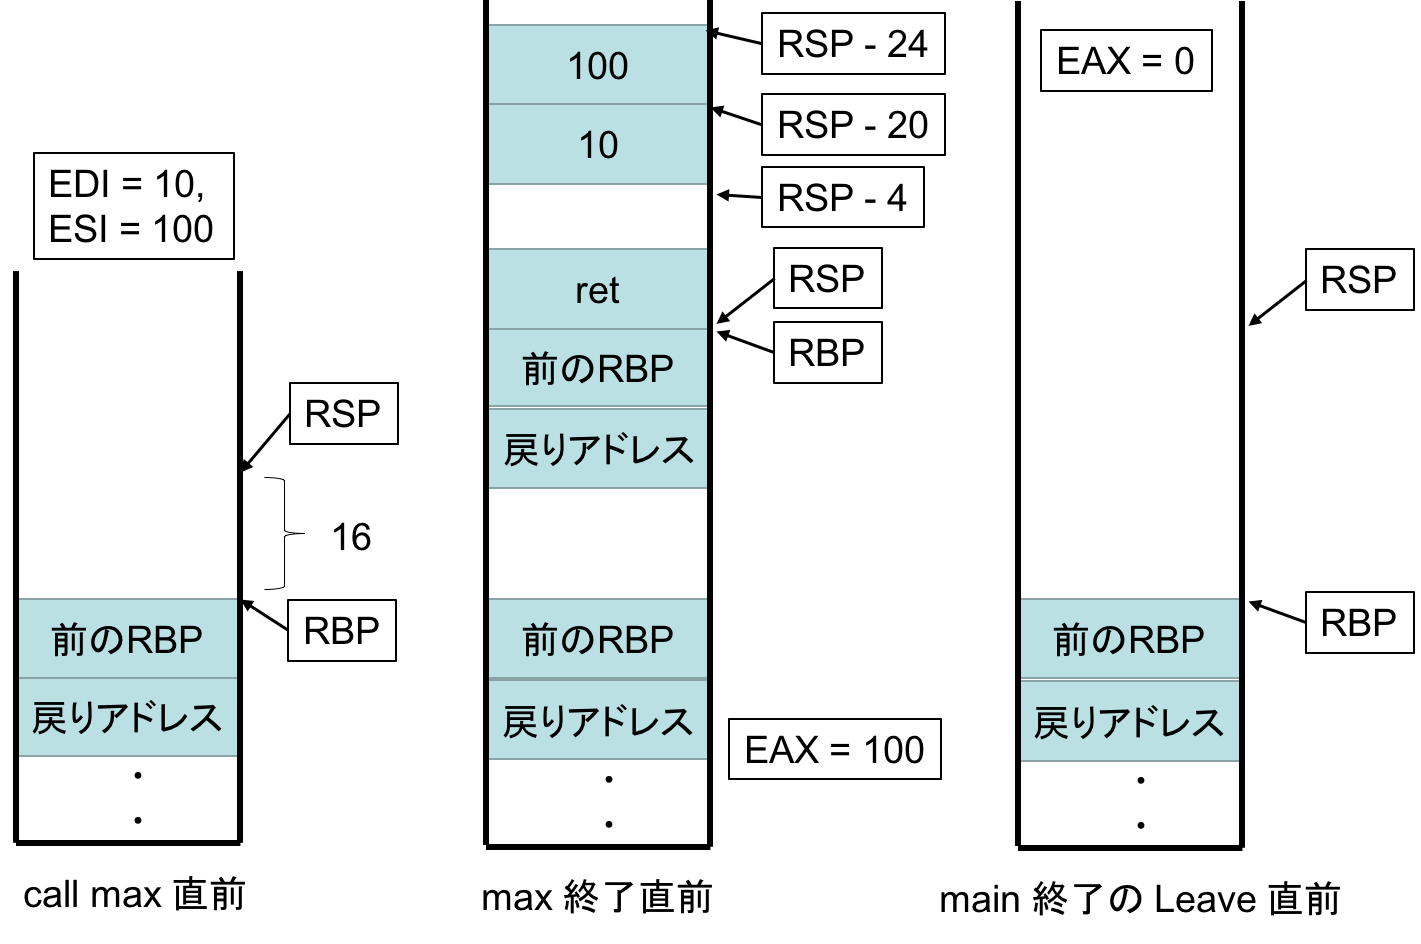 EDI = 10,
ESI = 100
RSP
16
RBP
前のRBP
戻りアドレス
.
.
call max 直前
100
10
ret
前のRBP
戻りアドレス
前のRBP
戻りアドレス
.
.
RSP - 24
RSP - 20
RSP - 4
RSP
RBP
EAX = 100
max 終了直前
EAX = 0
RSP
RBP
前のRBP
戻りアドレス
.
.
main 終了の Leave 直前